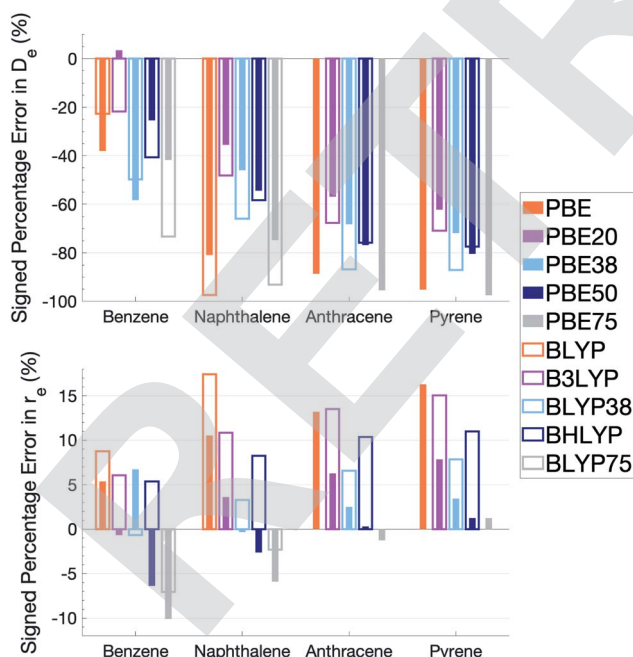 Signed Percentage Error in De (%)
0
-20
-40
-60
-80
-100
Benzene Naphthalene Anthracene Pyrene
PBE
PBE20
PBE38
PBE50
PBE75
BLYP
B3LYP
BLYP38
BHLYP
BLYP75
Signed Percentage Error in re (%)
15
10
5
0
-5
-10
Benzene Naphthalene Anthracene Pyrene
RETR